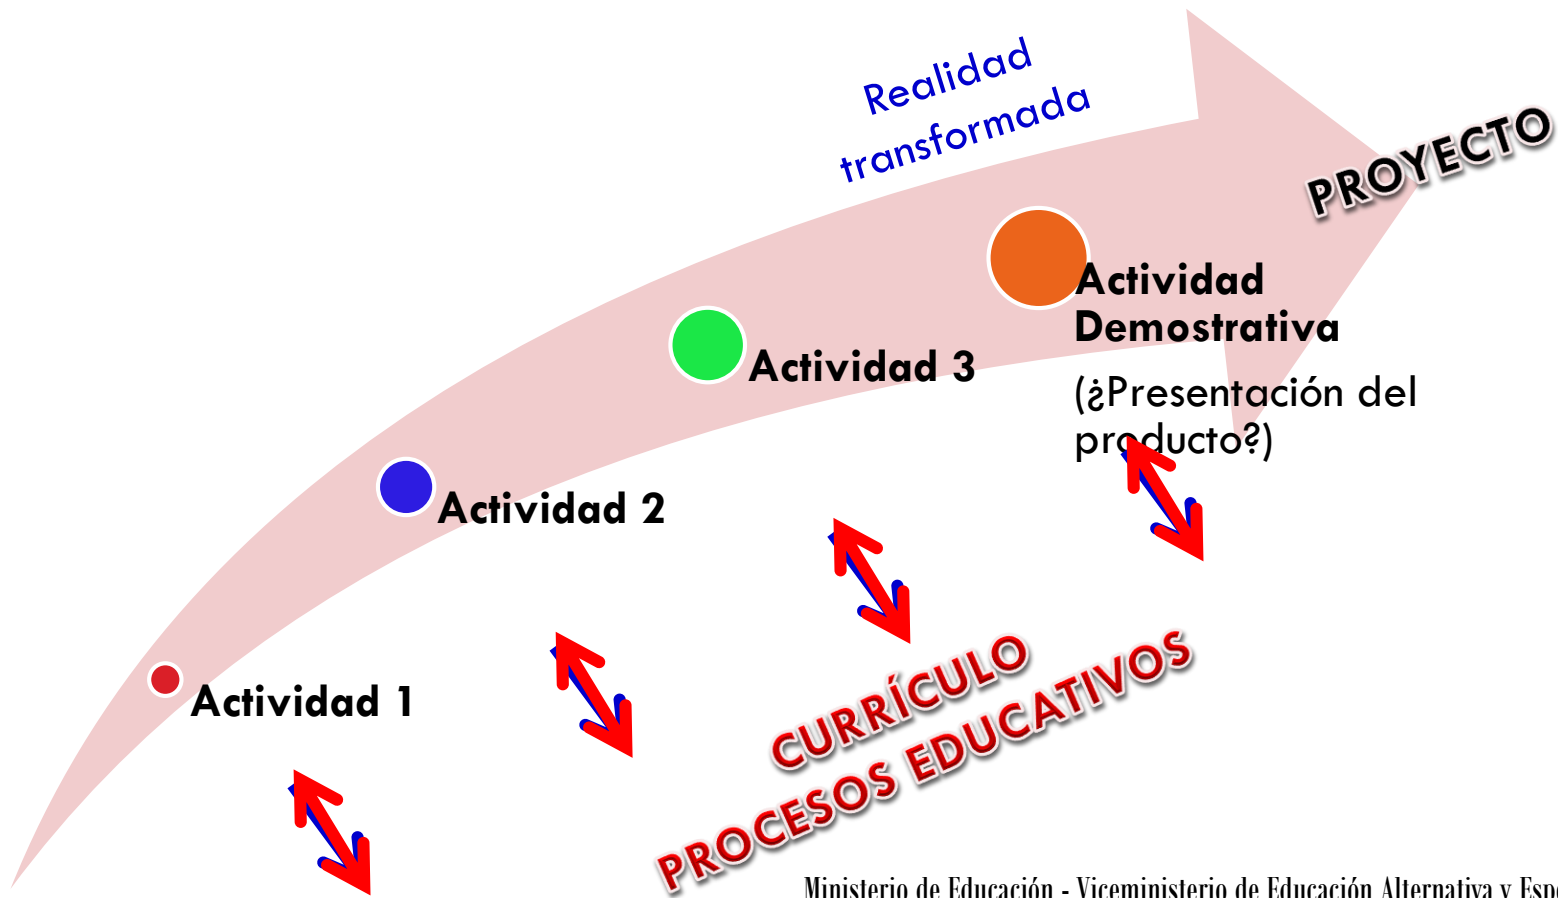 Realidad
transformada
PROYECTO
Actividad
Demostrativa
(¿Presentación del
producto?)
Actividad 3
Actividad 2
Actividad 1
CURRÍCULO
PROCESOS EDUCATIVOS
Ministerio de Educación - Viceministerio de Educación Alternativa y